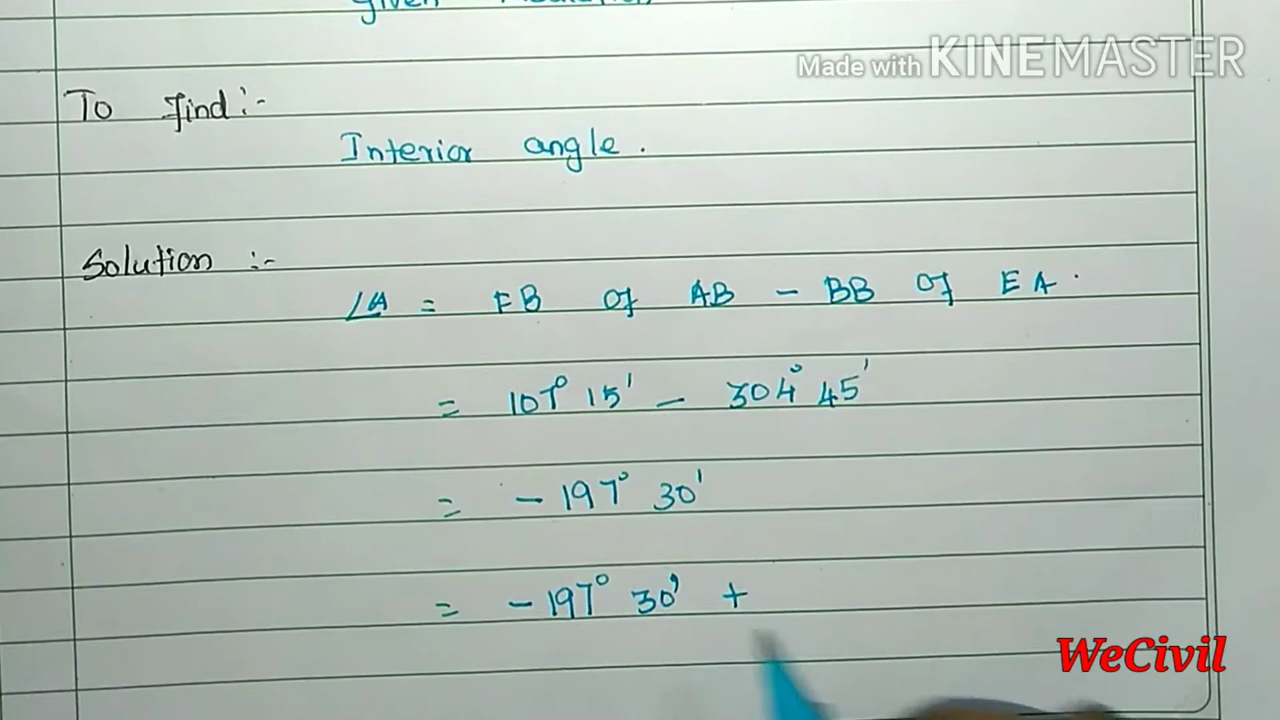 given
Made with KINEMASTER
To find :-
Interior angle .
Solution :-
∠A = FB of AB - BB of EA .
= 107° 15' - 304° 45'
= - 197° 30'
= - 197° 30' +
WeCivil